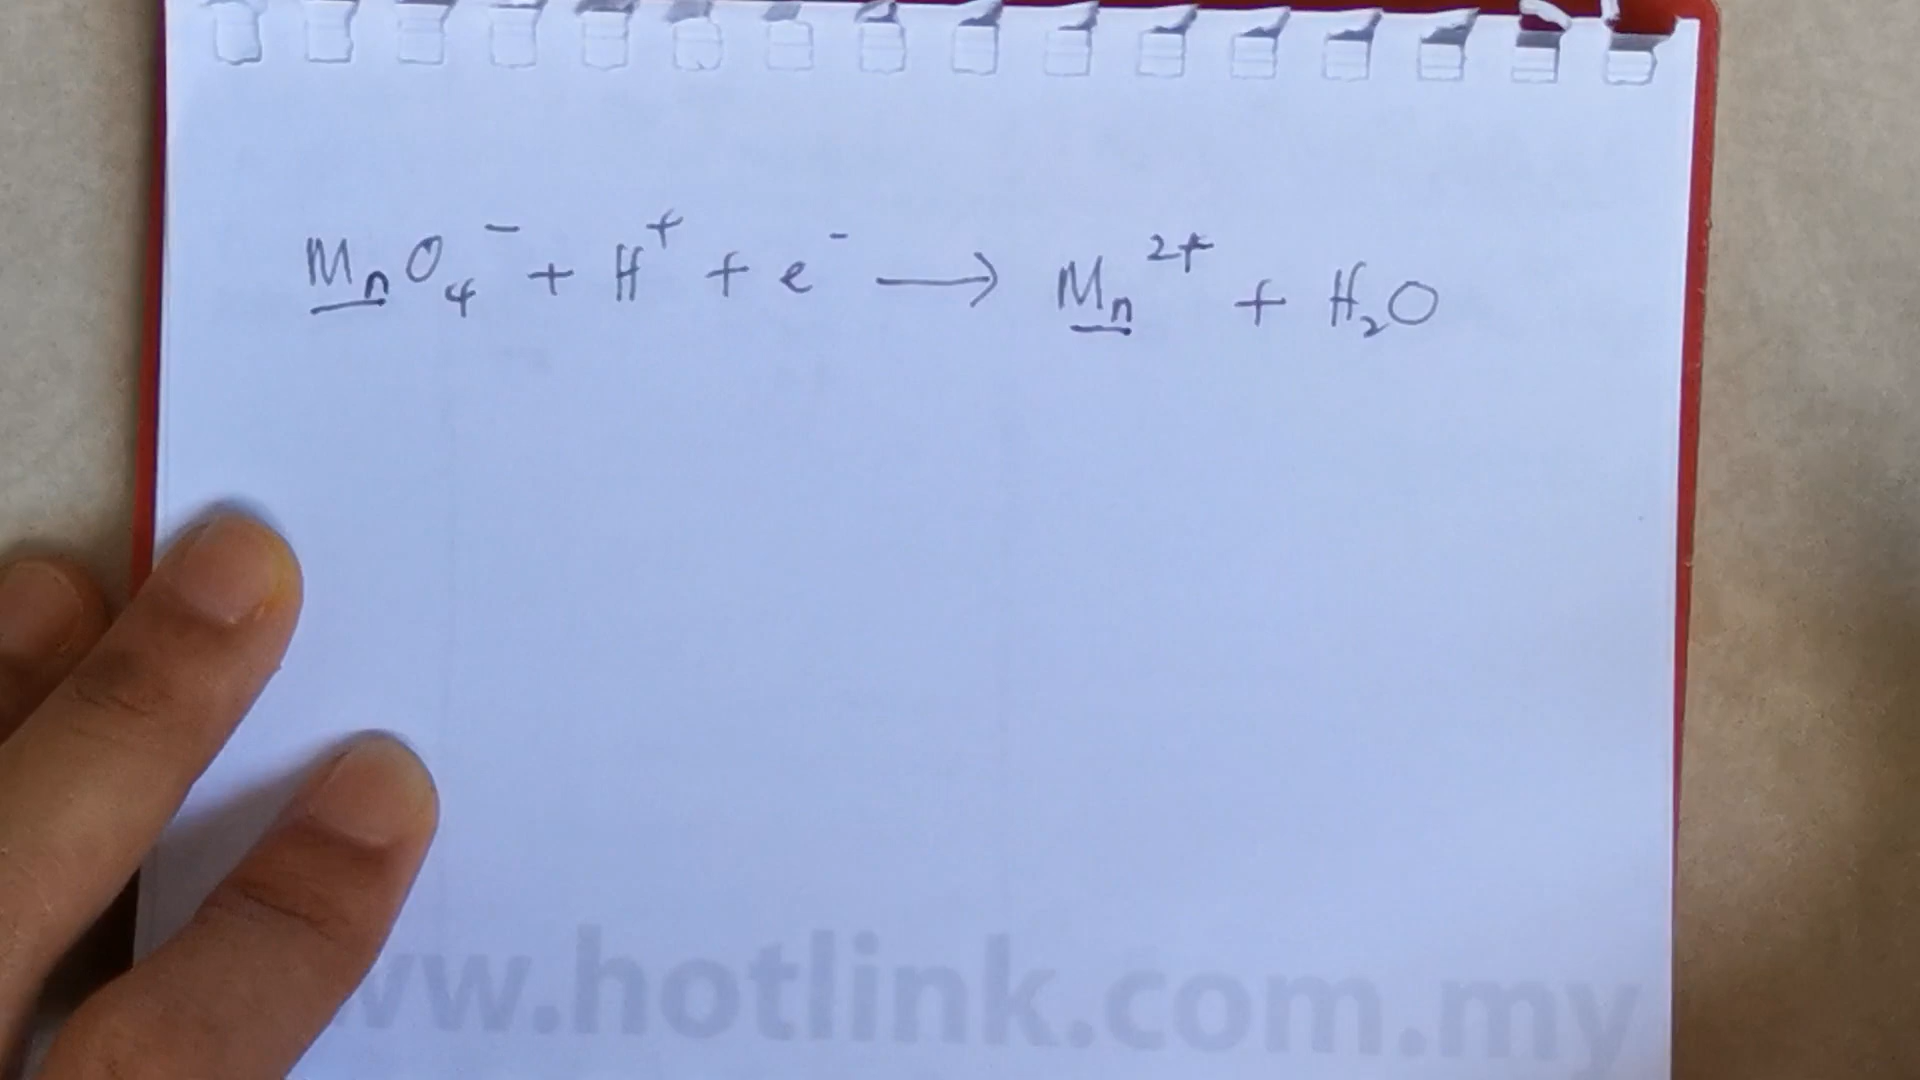 MnO₄⁻ + H⁺ + e⁻ → Mn²⁺ + H₂O
www.hotlink.com.my